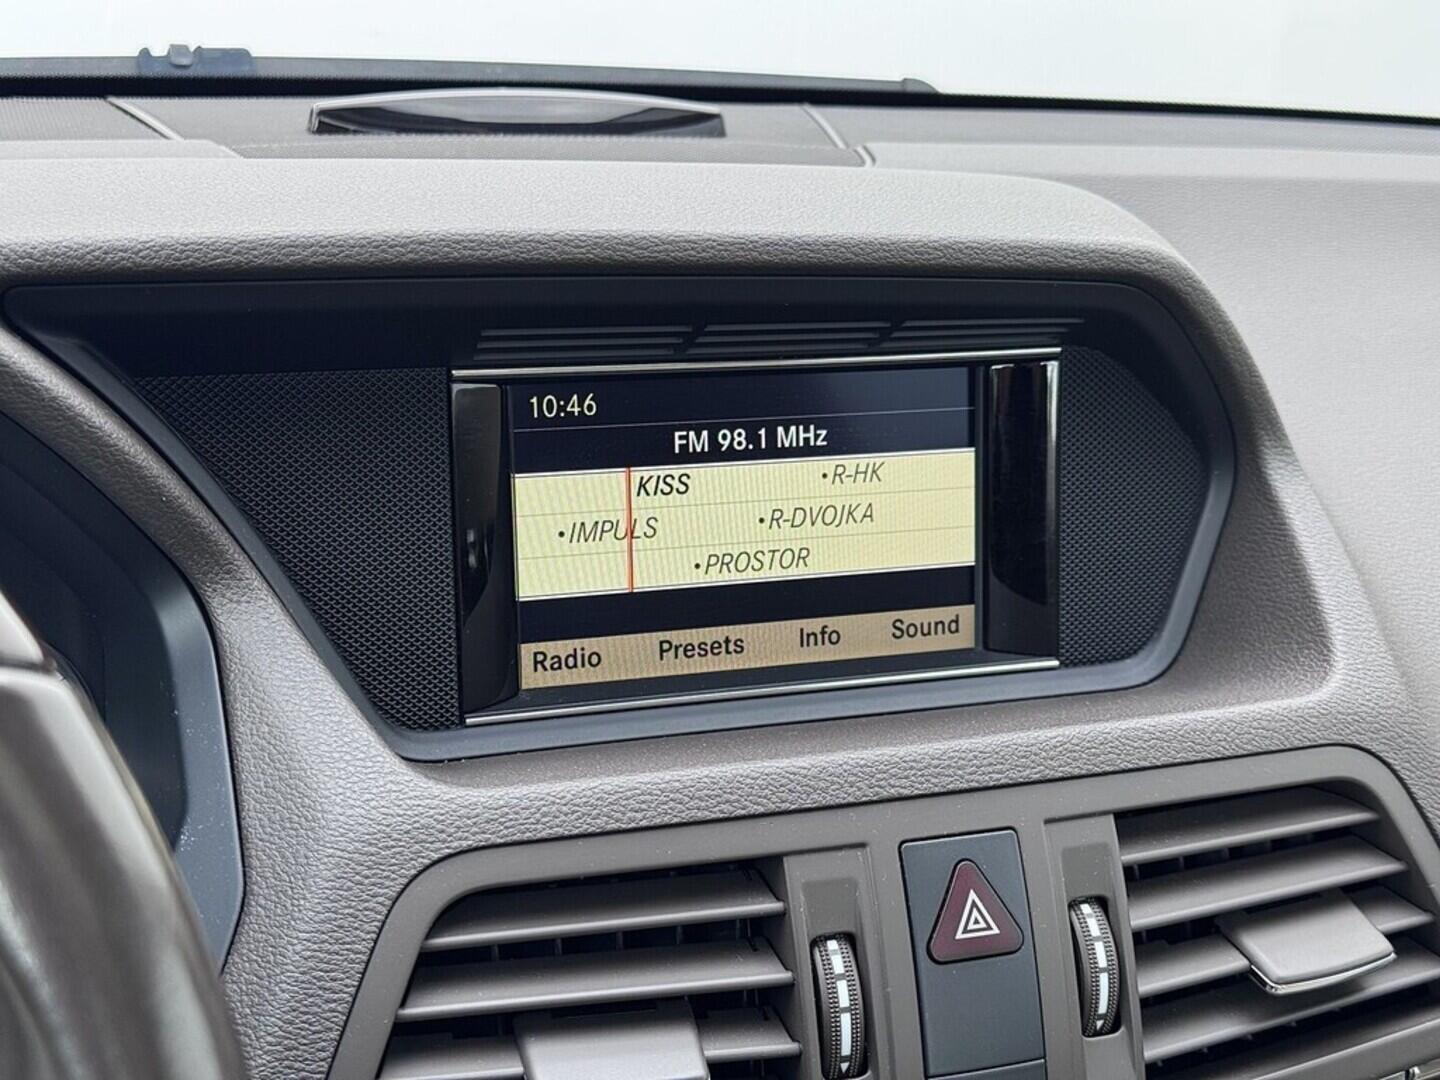 10:46
FM 98.1 MHz
KISS •R-HK
•IMPULS •R-DVOJKA
•PROSTOR
Radio Presets Info Sound